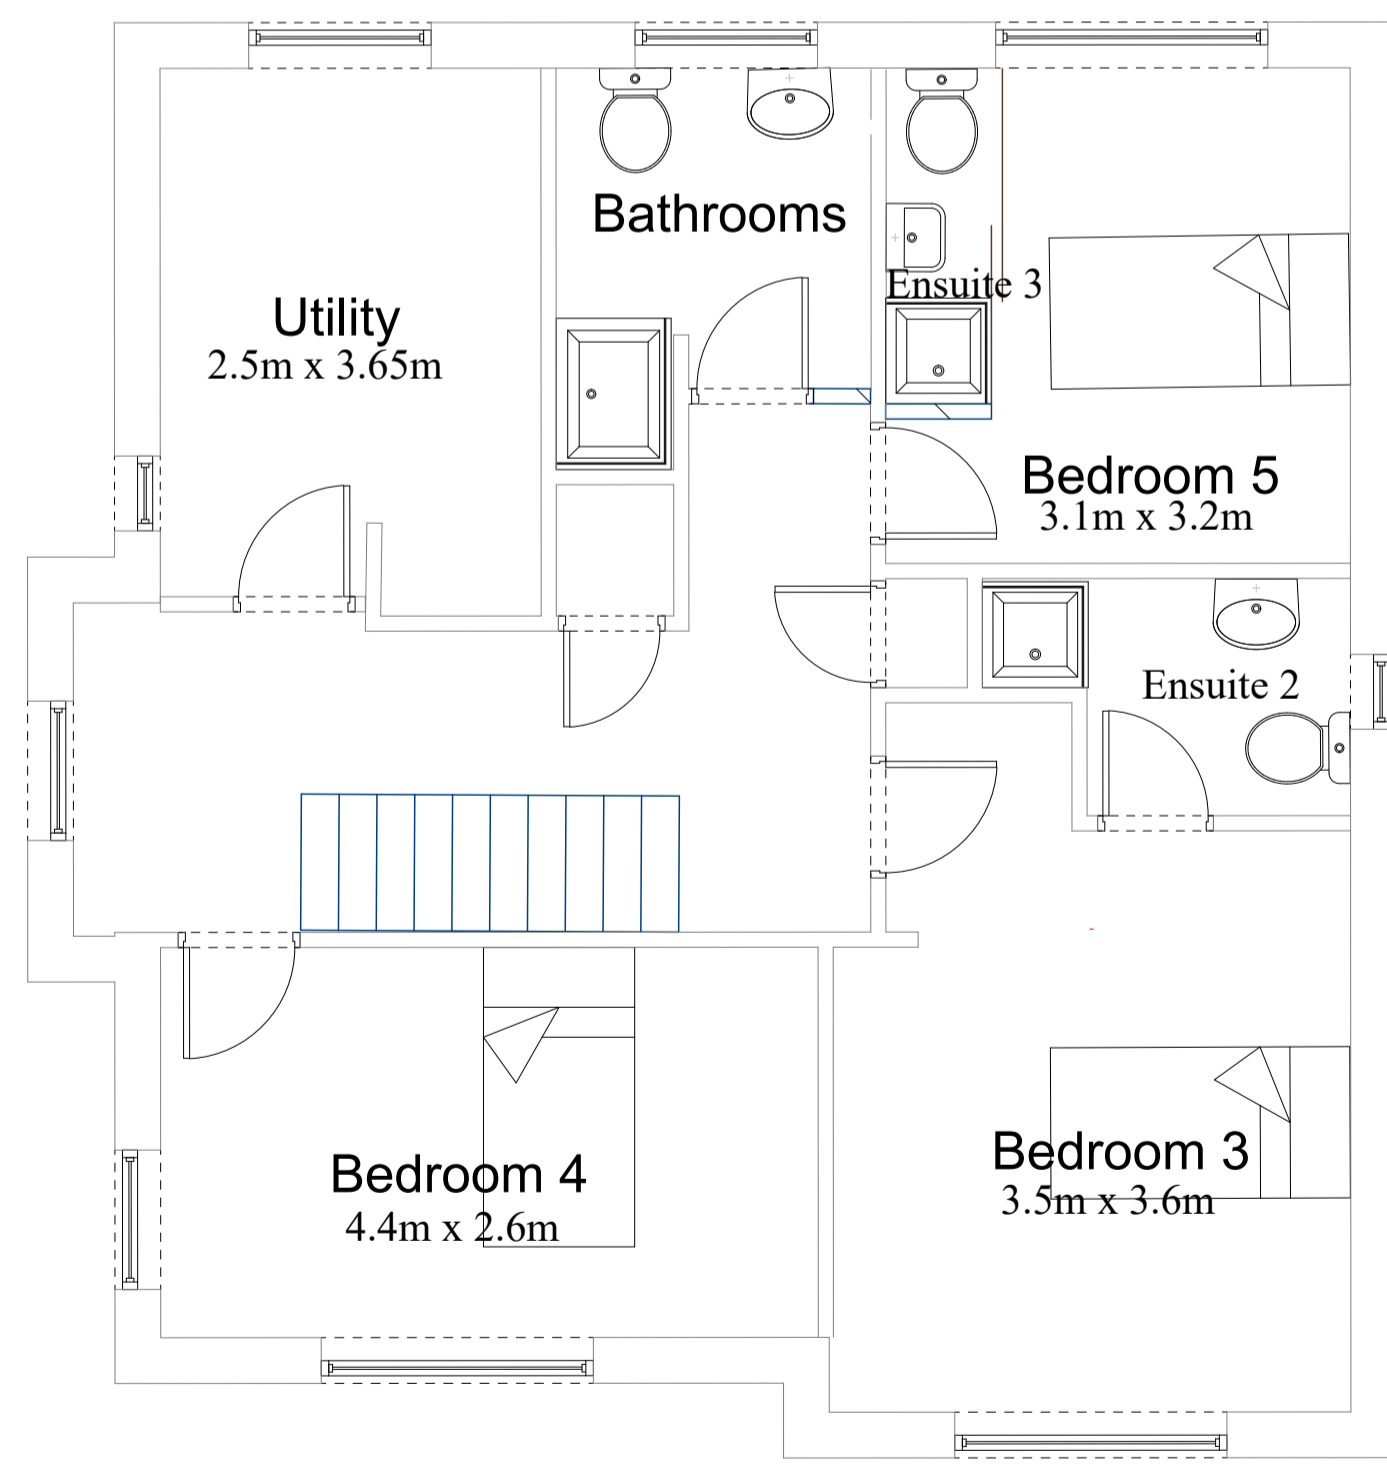 Bathrooms
Ensuite 3
Utility
2.5m x 3.65m
Bedroom 5
3.1m x 3.2m
Ensuite 2
Bedroom 4
4.4m x 2.6m
Bedroom 3
3.5m x 3.6m